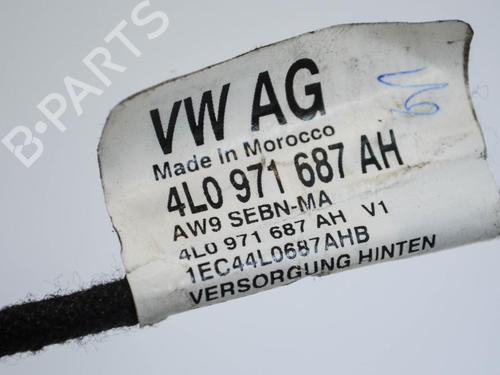 B-PARTS
VW AG
Made in Morocco
4L0 971 687 AH
AW9 SEBN-MA
4L0 971 687 AH V1
1EC44L0687AHB
VERSORGUNG HINTEN